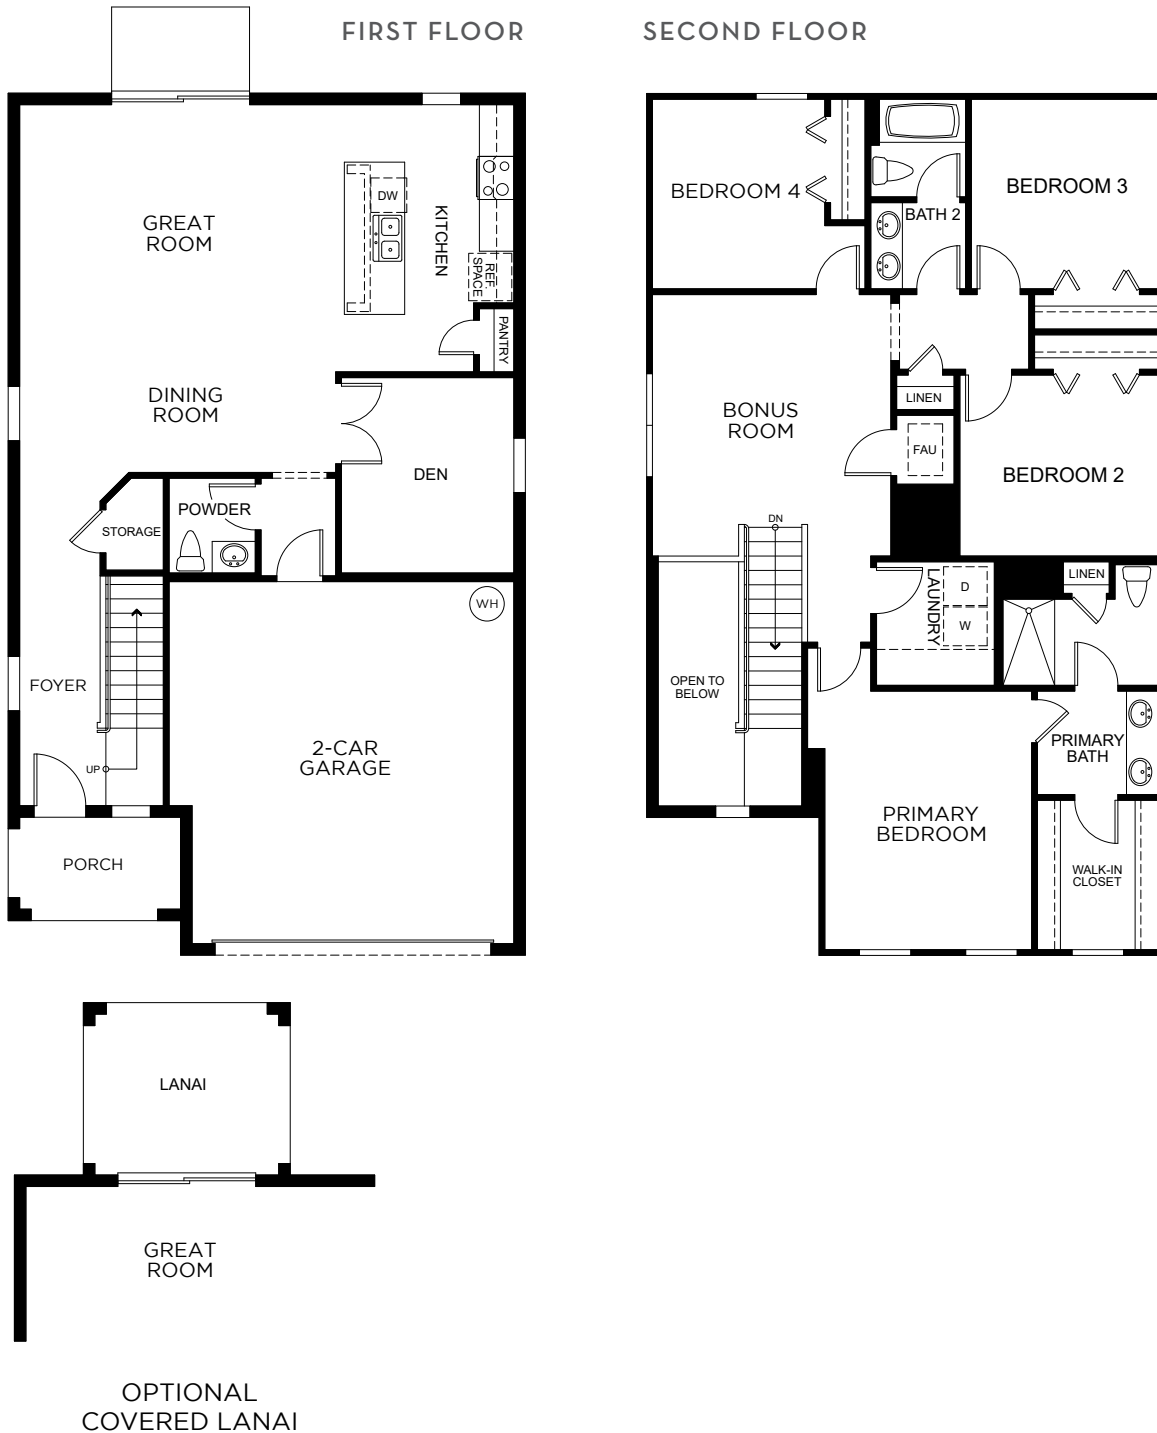 FIRST FLOOR
GREAT
ROOM
DW
KITCHEN
REF.
SPACE
PANTRY
DINING
ROOM
DEN
POWDER
STORAGE
WH
FOYER
UP
2-CAR
GARAGE
PORCH
SECOND FLOOR
BEDROOM 4
BATH 2
BEDROOM 3
LINEN
BONUS
ROOM
FAU
BEDROOM 2
DN
LAUNDRY
D
W
LINEN
OPEN TO
BELOW
PRIMARY
BATH
PRIMARY
BEDROOM
WALK-IN
CLOSET
LANAI
GREAT
ROOM
OPTIONAL
COVERED LANAI